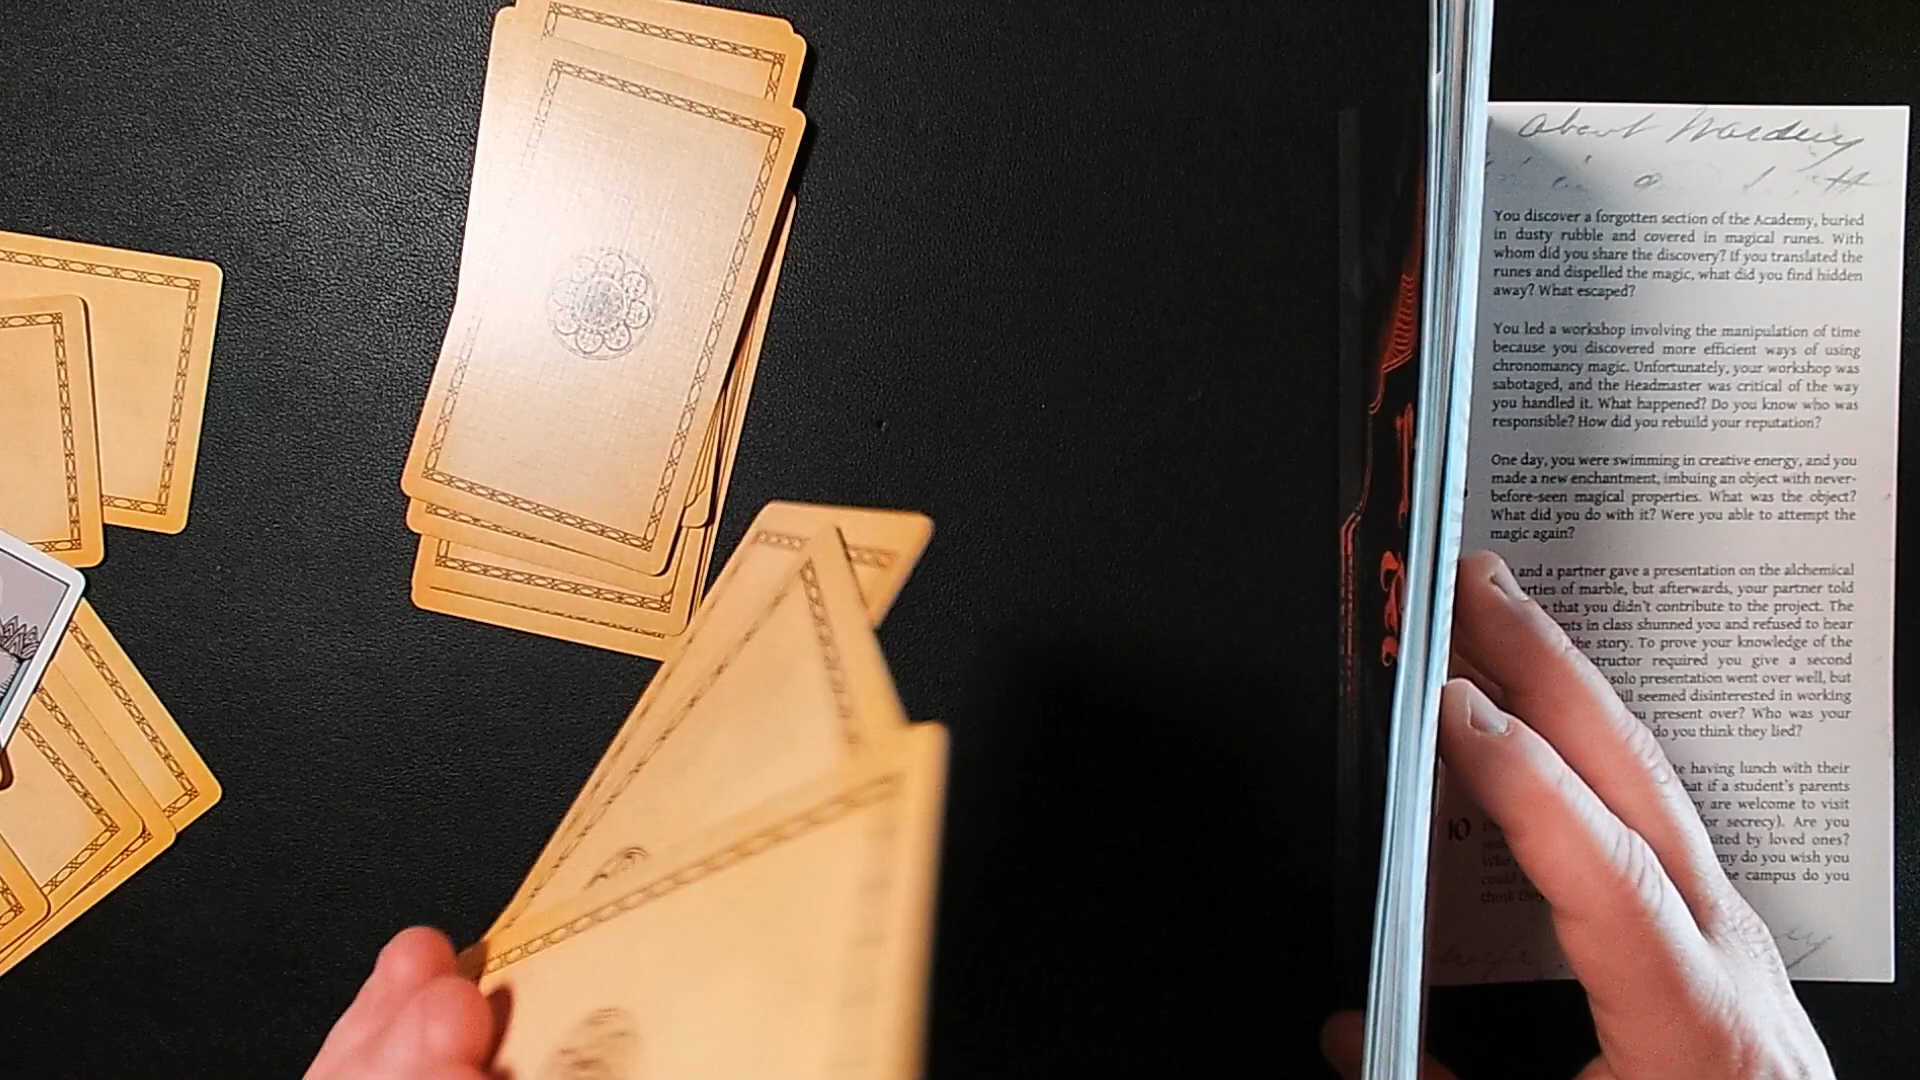 about
You discover a forgotten section of the Academy, buried
in dusty rubble and covered in magical runes. With
whom did you share the discovery? If you translated the
runes and dispelled the magic, what did you find hidden
away? What escaped?
You led a workshop involving the manipulation of time
because you discovered more efficient ways of using
chronomancy magic. Unfortunately, your workshop was
sabotaged, and the Headmaster was critical of the way
you handled it. What happened? Do you know who was
responsible? How did you rebuild your reputation?
One day, you were swimming in creative energy, and you
made a new enchantment, imbuing an object with never-
before-seen magical properties. What was the object?
What did you do with it? Were you able to attempt the
magic again?
and a partner gave a presentation on the alchemical
rties of marble, but afterwards, your partner told
that you didn't contribute to the project. The
nts in class shunned you and refused to hear
he story. To prove your knowledge of the
tructor required you give a second
solo presentation went over well, but
ill seemed disinterested in working
u present over? Who was your
do you think they lied?
te having lunch with their
at if a student's parents
y are welcome to visit
for secrecy). Are you
ited by loved ones?
10
my do you wish you
he campus do you